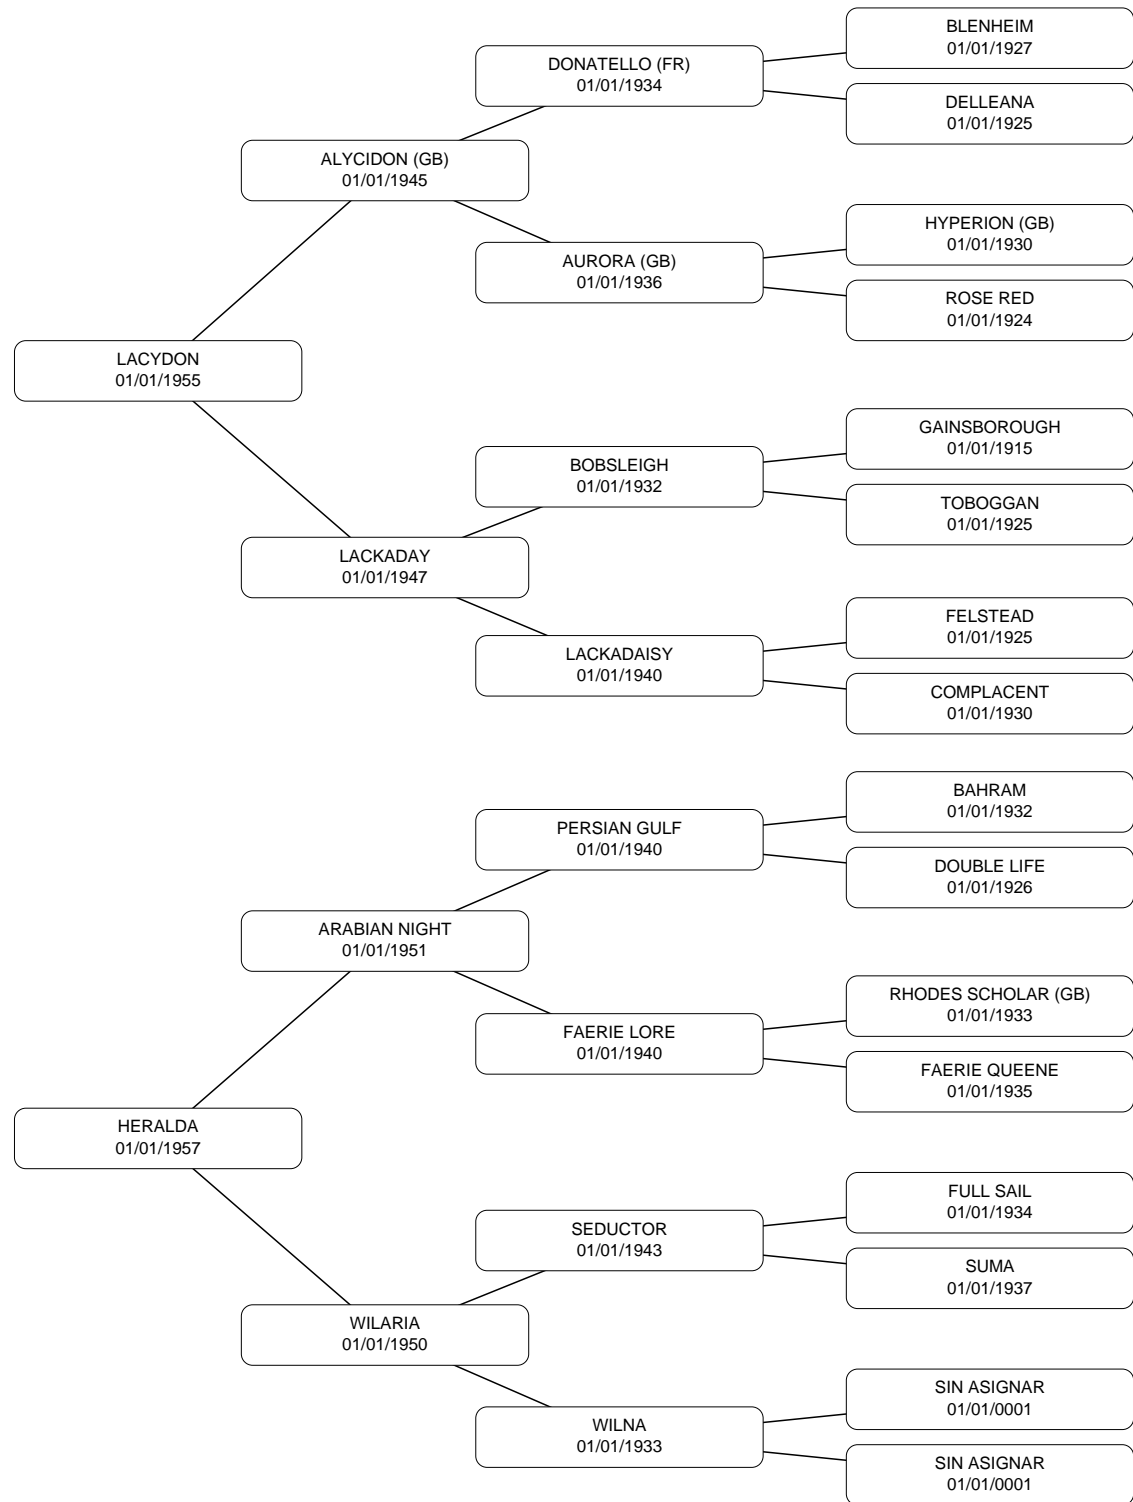 BLENHEIM
01/01/1927
DONATELLO (FR)
01/01/1934
DELLEANA
01/01/1925
ALYCIDON (GB)
01/01/1945
HYPERION (GB)
01/01/1930
AURORA (GB)
01/01/1936
ROSE RED
01/01/1924
LACYDON
01/01/1955
GAINSBOROUGH
01/01/1915
BOBSLEIGH
01/01/1932
TOBOGGAN
01/01/1925
LACKADAY
01/01/1947
FELSTEAD
01/01/1925
LACKADAISY
01/01/1940
COMPLACENT
01/01/1930
BAHRAM
01/01/1932
PERSIAN GULF
01/01/1940
DOUBLE LIFE
01/01/1926
ARABIAN NIGHT
01/01/1951
RHODES SCHOLAR (GB)
01/01/1933
FAERIE LORE
01/01/1940
FAERIE QUEENE
01/01/1935
HERALDA
01/01/1957
FULL SAIL
01/01/1934
SEDUCTOR
01/01/1943
SUMA
01/01/1937
WILARIA
01/01/1950
SIN ASIGNAR
01/01/0001
WILNA
01/01/1933
SIN ASIGNAR
01/01/0001